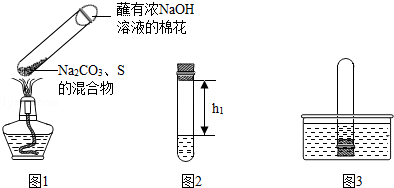 蘸有浓NaOH
溶液的棉花
Na₂CO₃、S
的混合物
h₁
图1
图2
图3